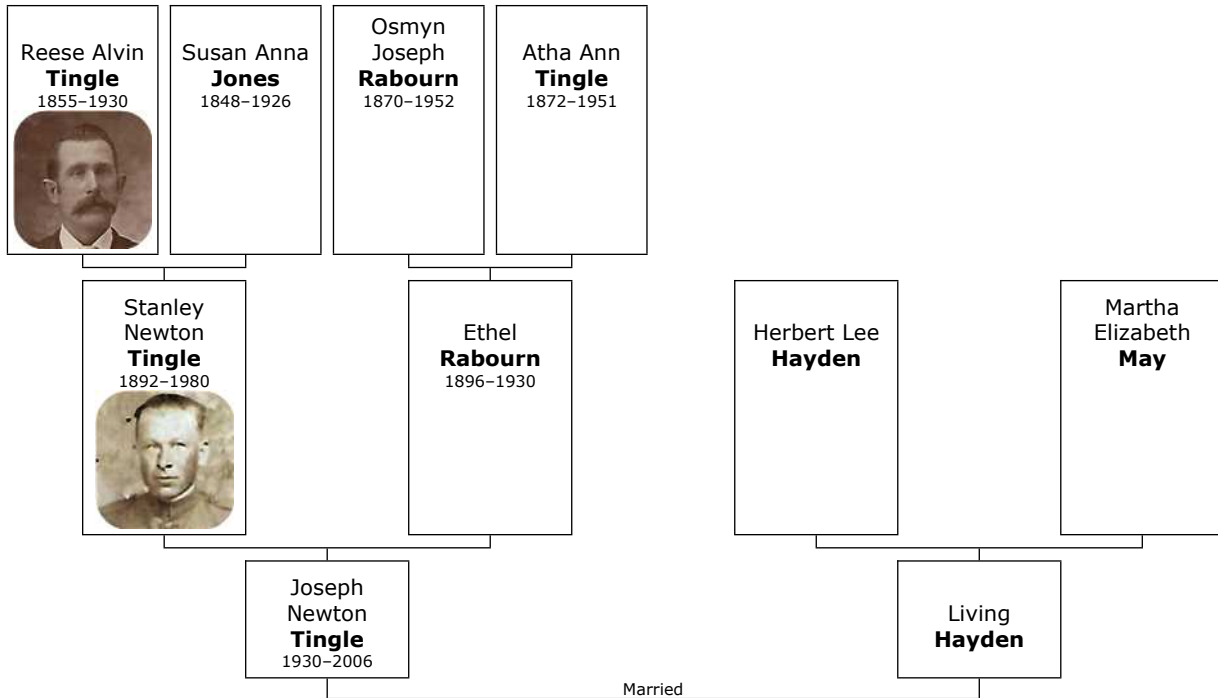 Reese Alvin
Tingle
1855–1930
Susan Anna
Jones
1848–1926
Osmyn
Joseph
Rabourn
1870–1952
Atha Ann
Tingle
1872–1951
Stanley
Newton
Tingle
1892–1980
Ethel
Rabourn
1896–1930
Herbert Lee
Hayden
Martha
Elizabeth
May
Joseph
Newton
Tingle
1930–2006
Living
Hayden
Married